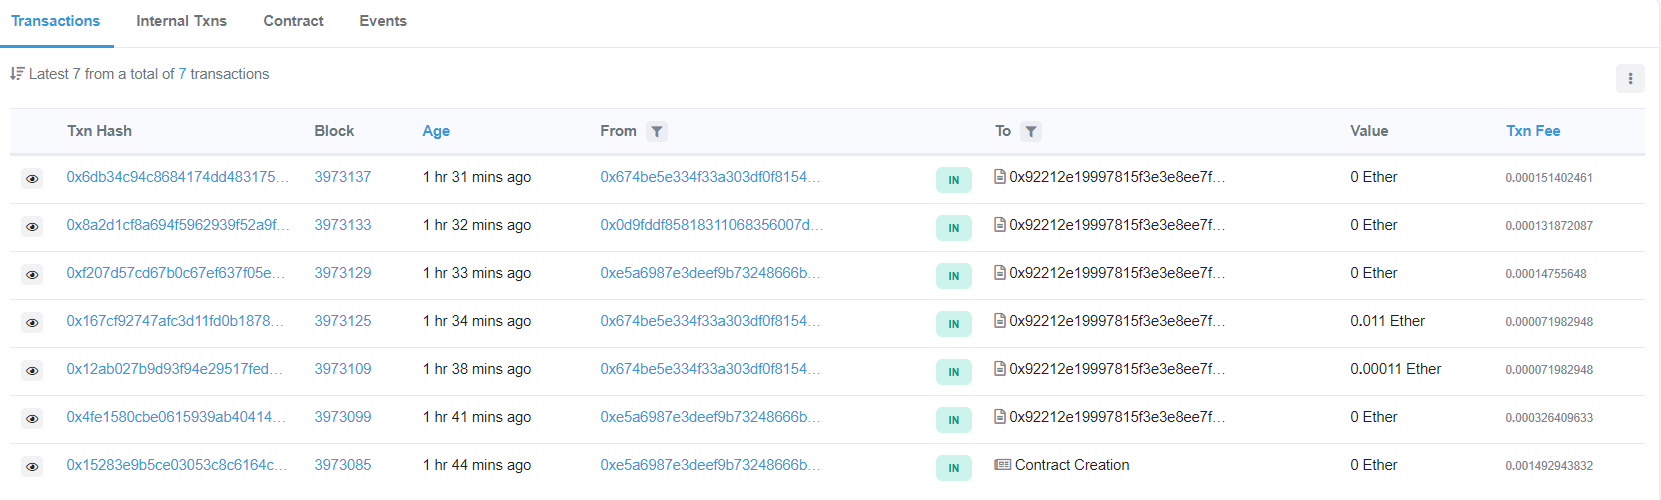 Transactions Internal Txns Contract Events
Latest 7 from a total of 7 transactions
Txn Hash Block Age From To Value Txn Fee
0x6db34c94c8684174dd483175... 3973137 1 hr 31 mins ago 0x674be5e334f33a303df0f8154... IN 0x92212e19997815f3e3e8ee7f... 0 Ether 0.000151402461
0x8a2d1cf8a694f5962939f52a9f... 3973133 1 hr 32 mins ago 0x0d9fddf85818311068356007d... IN 0x92212e19997815f3e3e8ee7f... 0 Ether 0.000131872087
0xf207d57cd67b0c67ef637f05e... 3973129 1 hr 33 mins ago 0xe5a6987e3deef9b73248666b... IN 0x92212e19997815f3e3e8ee7f... 0 Ether 0.00014755648
0x167cf92747afc3d11fd0b1878... 3973125 1 hr 34 mins ago 0x674be5e334f33a303df0f8154... IN 0x92212e19997815f3e3e8ee7f... 0.011 Ether 0.000071982948
0x12ab027b9d93f94e29517fed... 3973109 1 hr 38 mins ago 0x674be5e334f33a303df0f8154... IN 0x92212e19997815f3e3e8ee7f... 0.00011 Ether 0.000071982948
0x4fe1580cbe0615939ab40414... 3973099 1 hr 41 mins ago 0xe5a6987e3deef9b73248666b... IN 0x92212e19997815f3e3e8ee7f... 0 Ether 0.000326409633
0x15283e9b5ce03053c8c6164c... 3973085 1 hr 44 mins ago 0xe5a6987e3deef9b73248666b... IN Contract Creation 0 Ether 0.001492943832